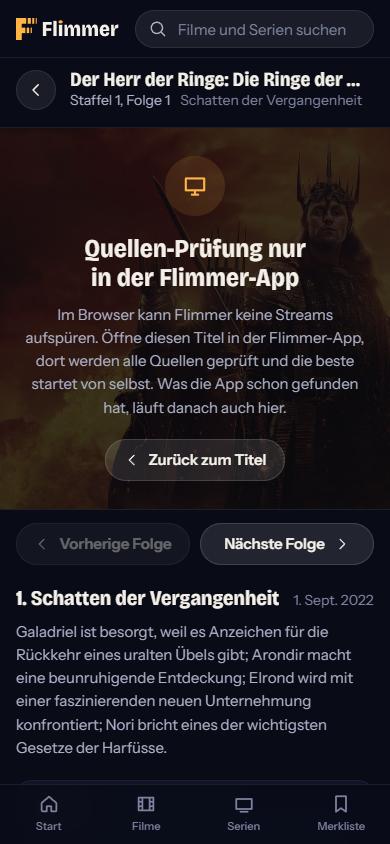 Flimmer
Filme und Serien suchen
Der Herr der Ringe: Die Ringe der ...
Staffel 1, Folge 1 Schatten der Vergangenheit
Quellen-Prüfung nur
in der Flimmer-App
Im Browser kann Flimmer keine Streams
aufspüren. Öffne diesen Titel in der Flimmer-App,
dort werden alle Quellen geprüft und die beste
startet von selbst. Was die App schon gefunden
hat, läuft danach auch hier.
Zurück zum Titel
Vorherige Folge
Nächste Folge
1. Schatten der Vergangenheit 1. Sept. 2022
Galadriel ist besorgt, weil es Anzeichen für die
Rückkehr eines uralten Übels gibt; Arondir macht
eine beunruhigende Entdeckung; Elrond wird mit
einer faszinierenden neuen Unternehmung
konfrontiert; Nori bricht eines der wichtigsten
Gesetze der Harfüsse.
Start
Filme
Serien
Merkliste